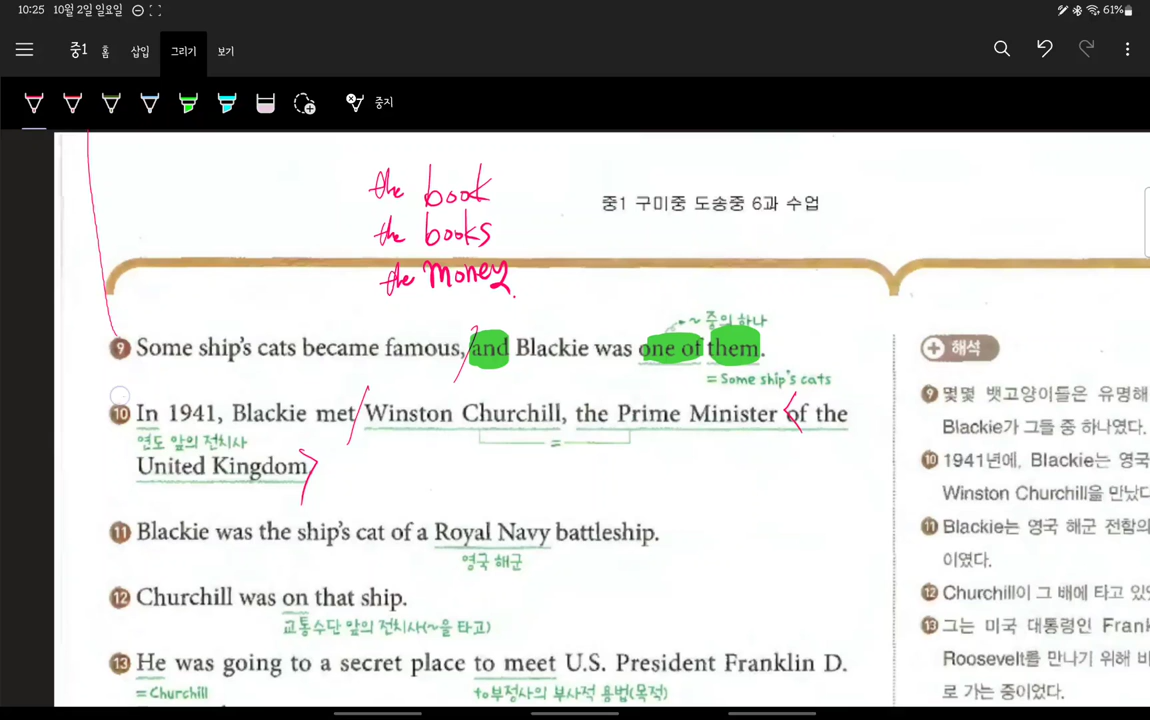 10:25 10월 2일 일요일
61%
중1 홈 삽입 그리기 보기
중지
the book
the books
the money.
중1 구미중 도송중 6과 수업
~ 중의 하나
9 Some ship's cats became famous, and Blackie was one of them.
= Some ship's cats
10 In 1941, Blackie met Winston Churchill, the Prime Minister of the
연도 앞의 전치사
=
United Kingdom
11 Blackie was the ship's cat of a Royal Navy battleship.
영국 해군
12 Churchill was on that ship.
교통수단 앞의 전치사(~을 타고)
13 He was going to a secret place to meet U.S. President Franklin D.
= Churchill
to부정사의 부사적 용법(목적)
해석
9 몇몇 뱃고양이들은 유명해
Blackie가 그들 중 하나였다.
10 1941년에, Blackie는 영국
Winston Churchill을 만났다
11 Blackie는 영국 해군 전함의
이었다.
12 Churchill이 그 배에 타고 있었
13 그는 미국 대통령인 Frank
Roosevelt를 만나기 위해 비
로 가는 중이었다.